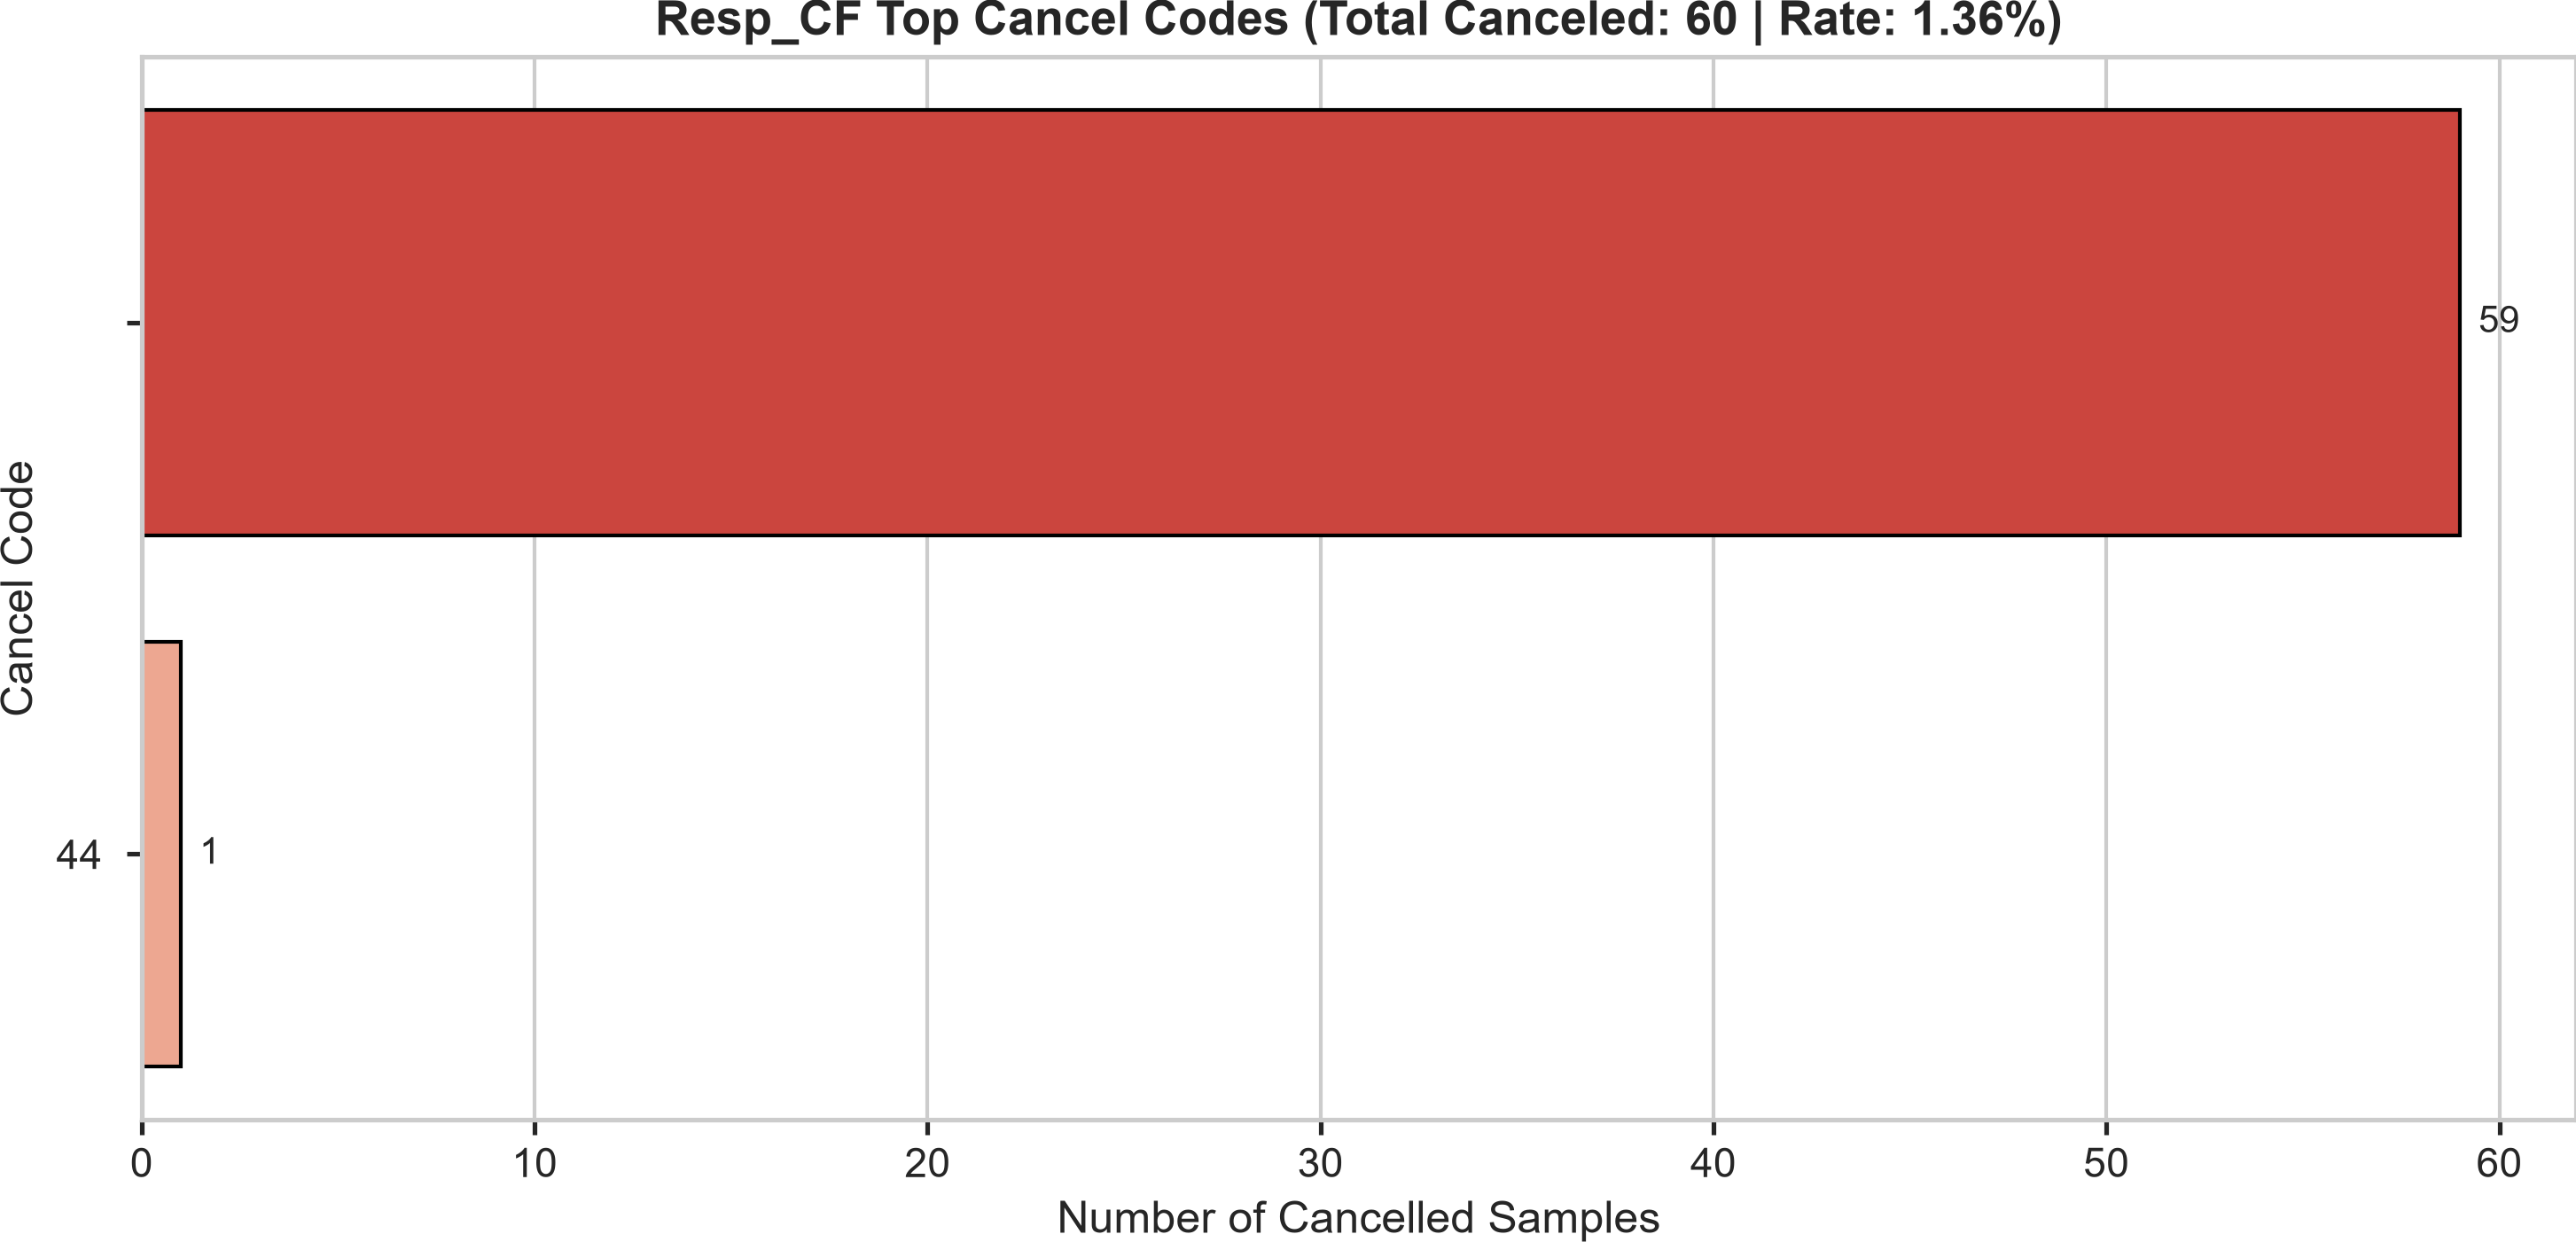 Resp_CF Top Cancel Codes (Total Canceled: 60 | Rate: 1.36%)
Cancel Code
59
44
1
0 10 20 30 40 50 60
Number of Cancelled Samples